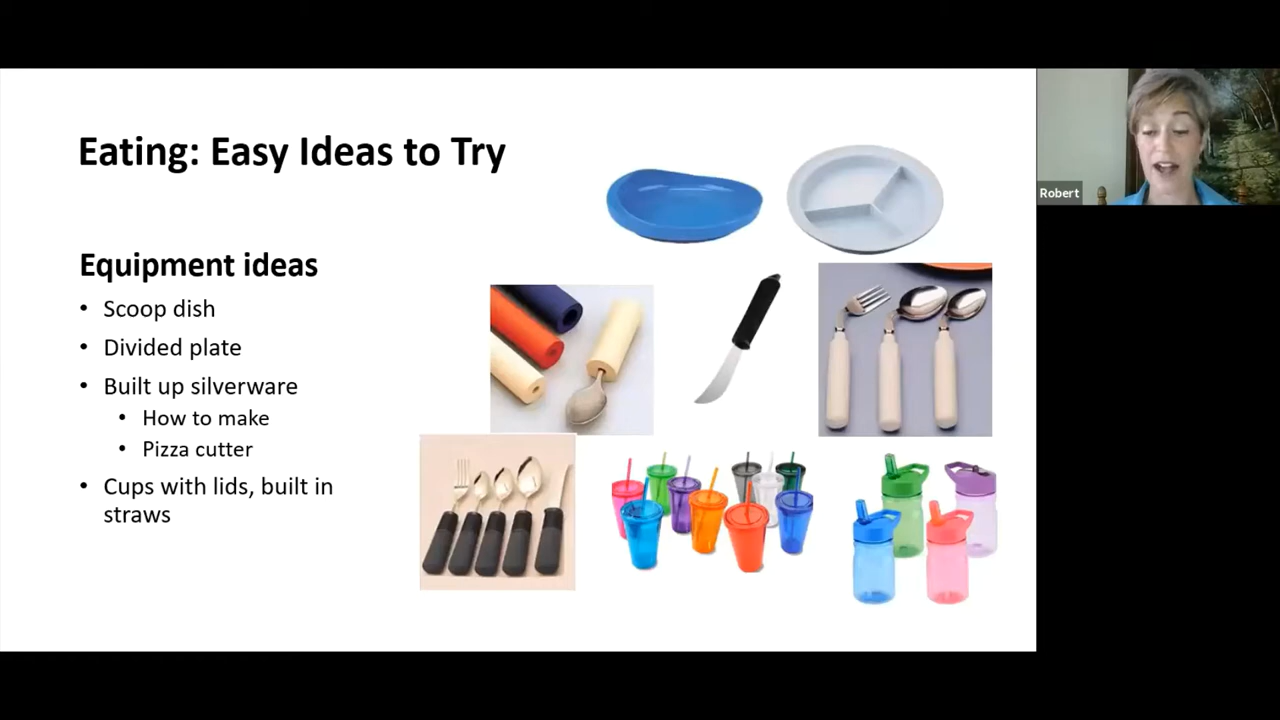 Eating: Easy Ideas to Try
Equipment ideas
• Scoop dish
• Divided plate
• Built up silverware
• How to make
• Pizza cutter
• Cups with lids, built in
straws
Robert